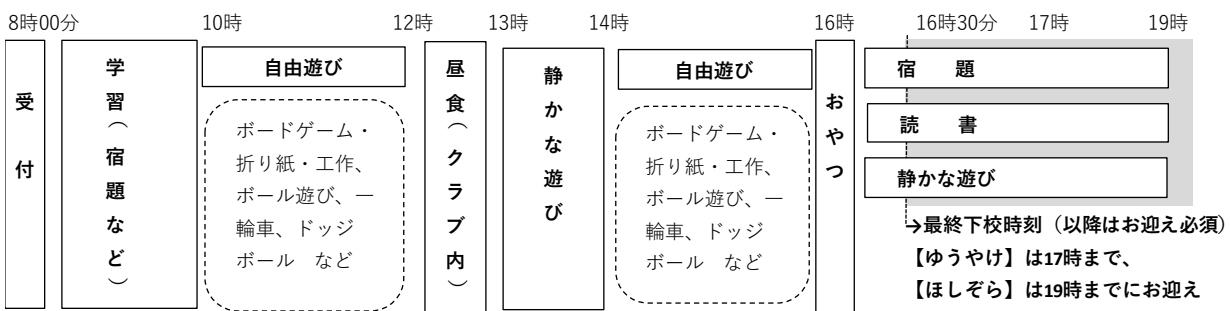 8時00分 10時 12時 13時 14時 16時 16時30分 17時 19時
受付
学習（宿題など）
自由遊び
ボードゲーム・
折り紙・工作、
ボール遊び、一
輪車、ドッジ
ボール　など
昼食（クラブ内）
静かな遊び
自由遊び
ボードゲーム・
折り紙・工作、
ボール遊び、一
輪車、ドッジ
ボール　など
おやつ
宿　題
読　書
静かな遊び
→最終下校時刻（以降はお迎え必須）
【ゆうやけ】は17時まで、
【ほしぞら】は19時までにお迎え